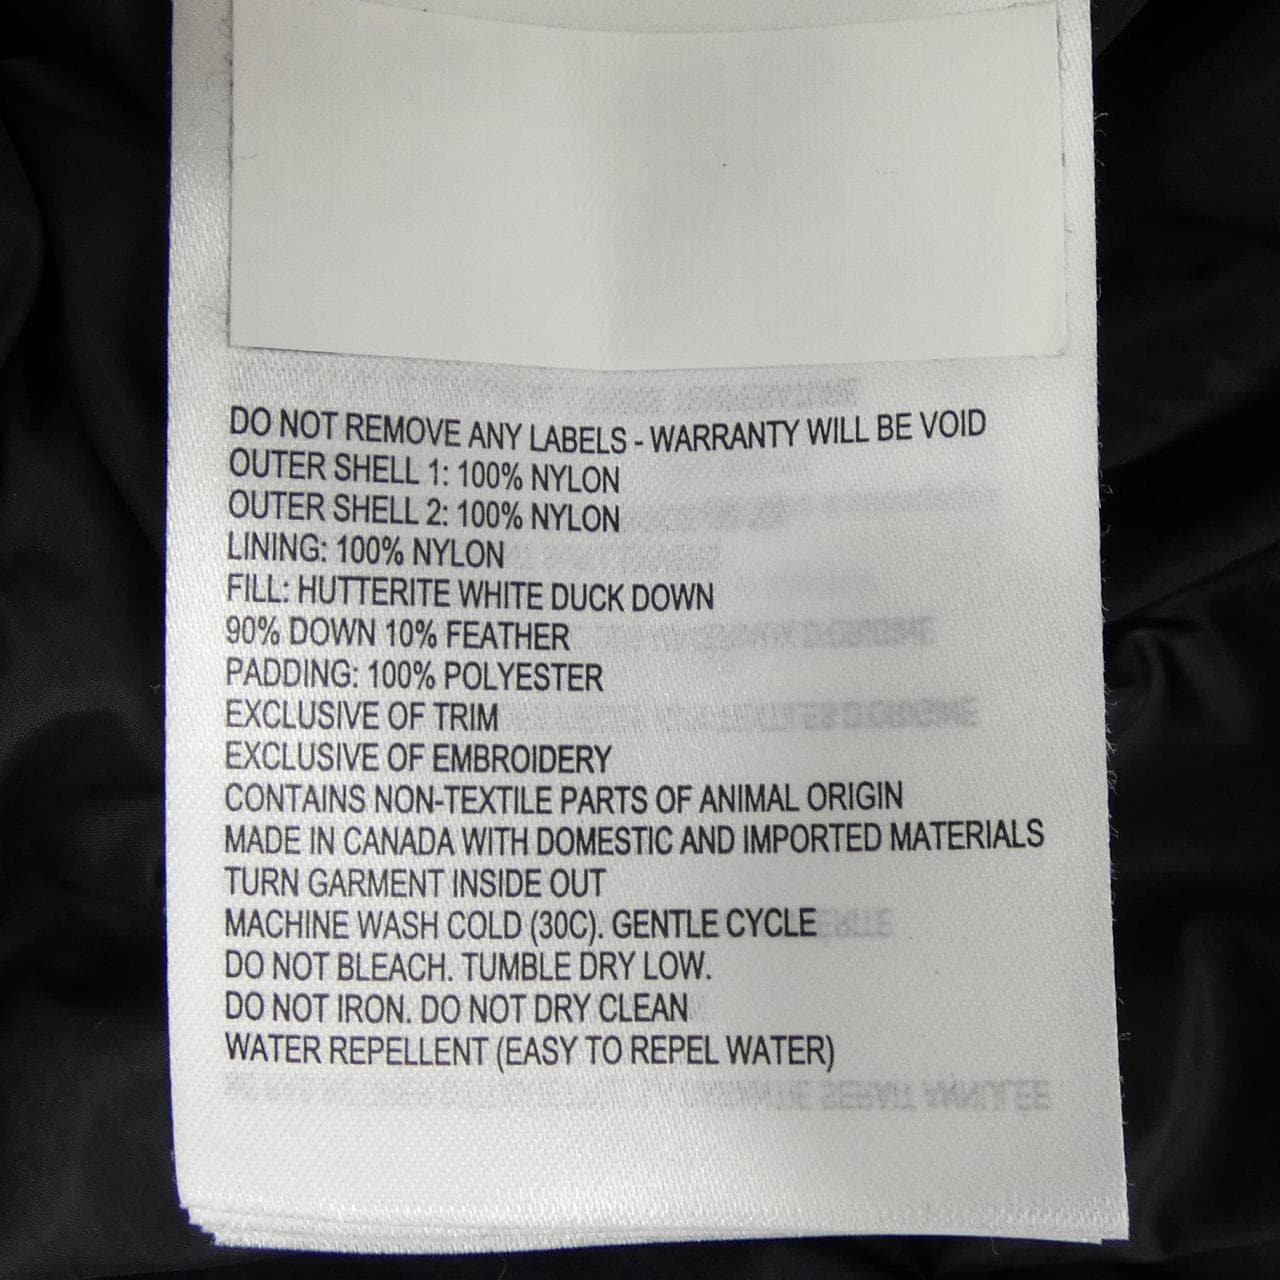 DO NOT REMOVE ANY LABELS - WARRANTY WILL BE VOID
OUTER SHELL 1: 100% NYLON
OUTER SHELL 2: 100% NYLON
LINING: 100% NYLON
FILL: HUTTERITE WHITE DUCK DOWN
90% DOWN 10% FEATHER
PADDING: 100% POLYESTER
EXCLUSIVE OF TRIM
EXCLUSIVE OF EMBROIDERY
CONTAINS NON-TEXTILE PARTS OF ANIMAL ORIGIN
MADE IN CANADA WITH DOMESTIC AND IMPORTED MATERIALS
TURN GARMENT INSIDE OUT
MACHINE WASH COLD (30C). GENTLE CYCLE
DO NOT BLEACH. TUMBLE DRY LOW.
DO NOT IRON. DO NOT DRY CLEAN
WATER REPELLENT (EASY TO REPEL WATER)